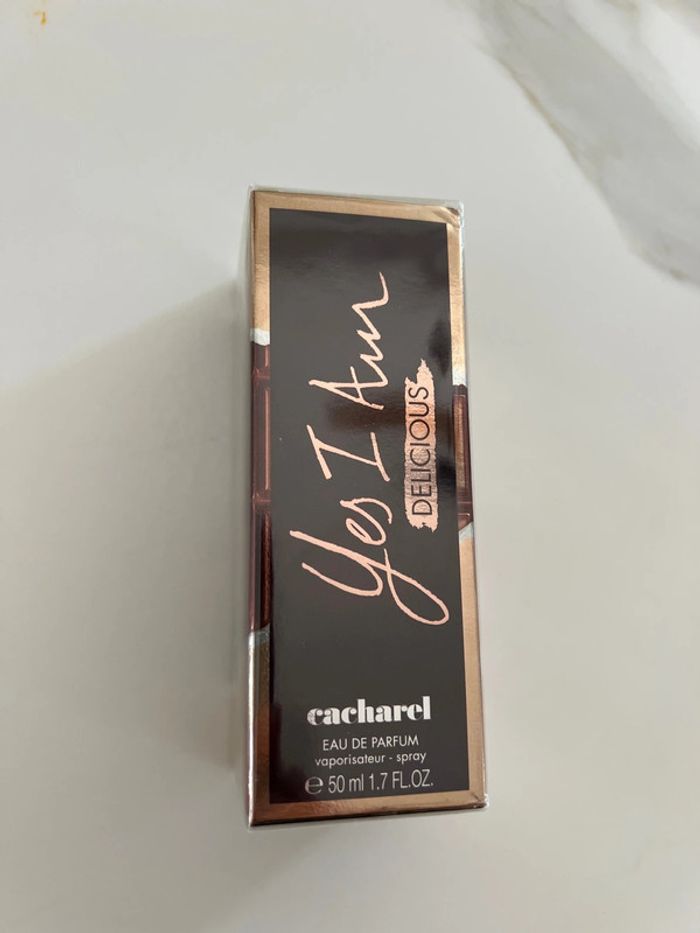 Yes I Am
DELICIOUS
cacharel
EAU DE PARFUM
vaporisateur - spray
℮ 50 ml 1.7 FL.OZ.